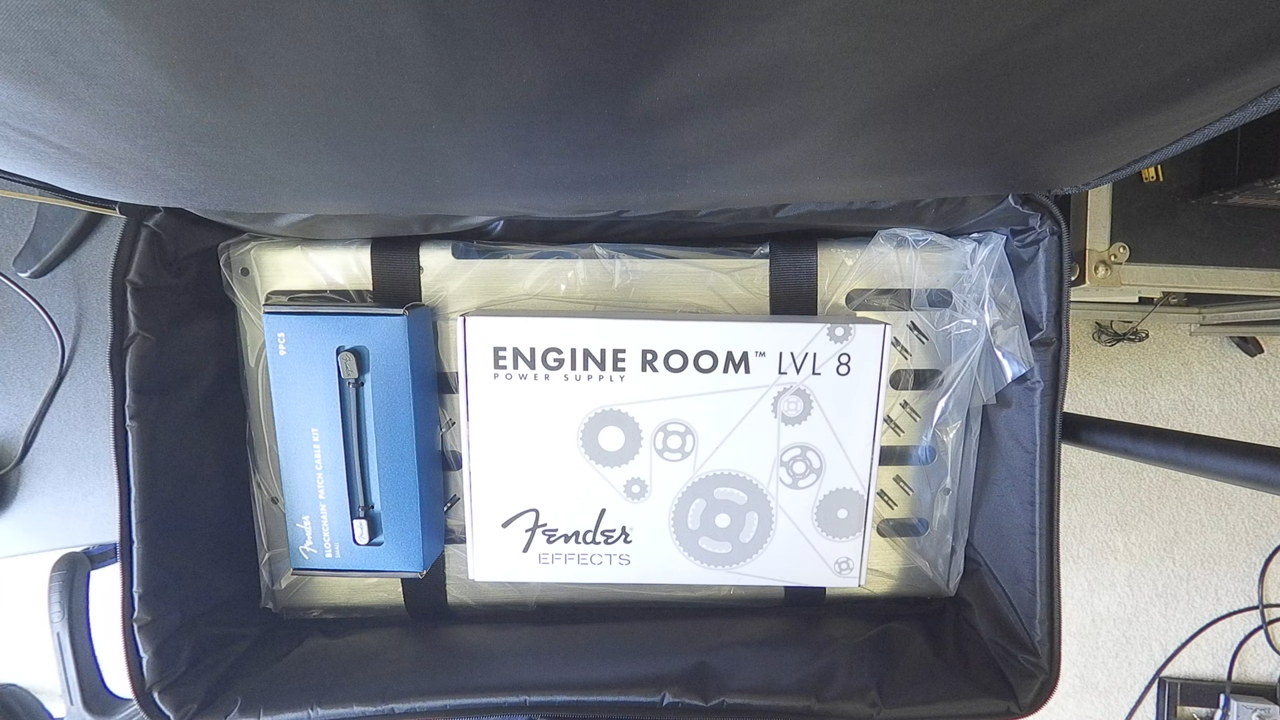 ENGINE ROOM™ LVL 8
POWER SUPPLY
Fender
EFFECTS
9PCS
Fender
BLOCKCHAIN™ PATCH CABLE KIT